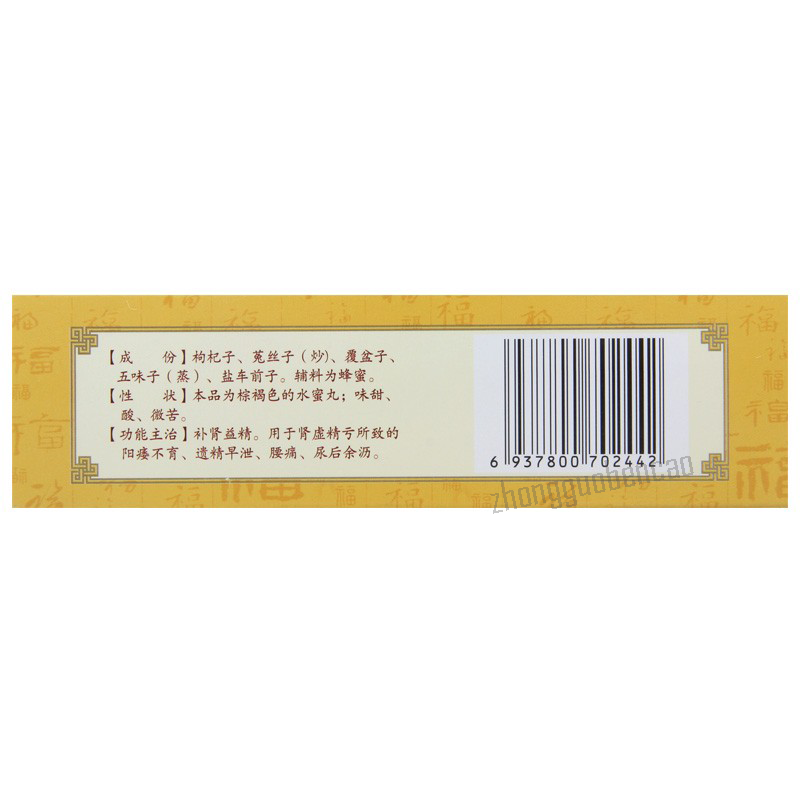 【成　份】枸杞子、菟丝子（炒）、覆盆子、
五味子（蒸）、盐车前子。辅料为蜂蜜。
【性　状】本品为棕褐色的水蜜丸；味甜、
酸、微苦。
【功能主治】补肾益精。用于肾虚精亏所致的
阳痿不育、遗精早泄、腰痛、尿后余沥。
6 937800 702442
zhongguobencao
福